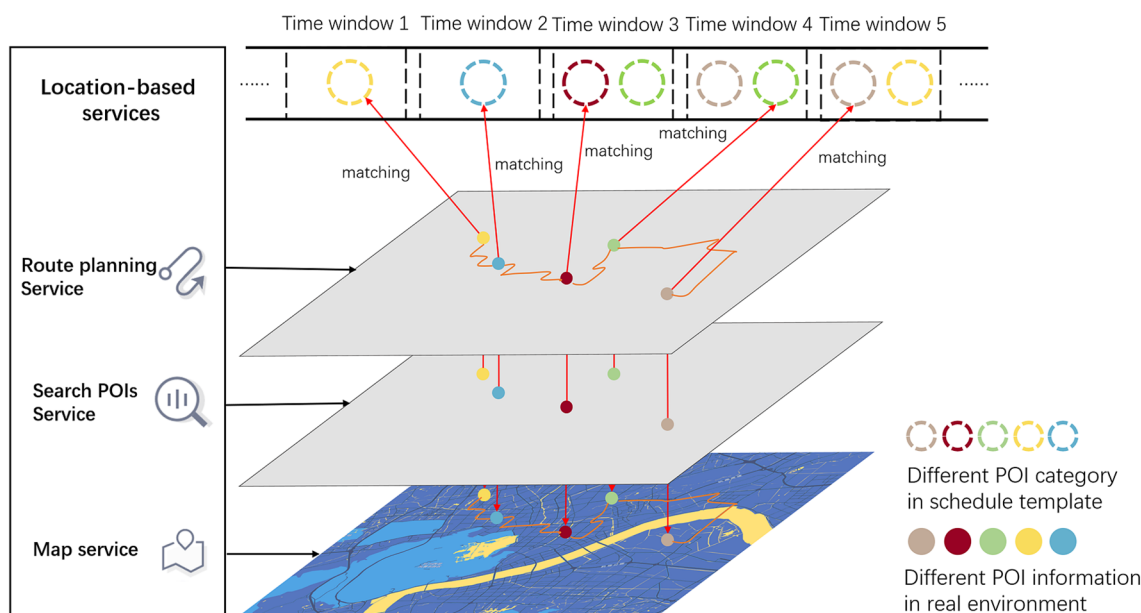 Time window 1
Time window 2
Time window 3
Time window 4
Time window 5
Location-based
services
......
......
matching
matching
matching
matching
matching
Route planning
Service
Search POIs
Service
Map service
Different POI category
in schedule template
Different POI information
in real environment